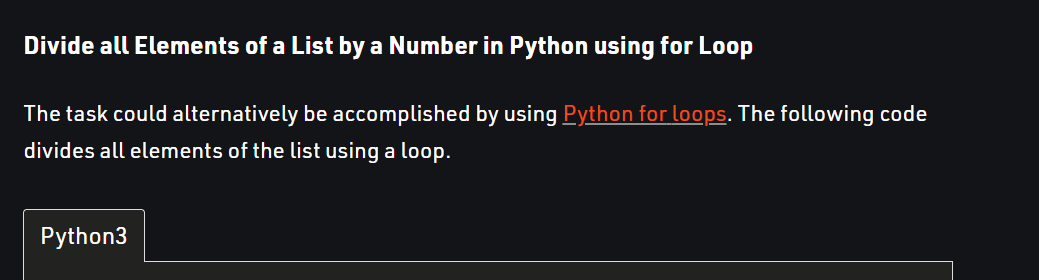 Divide all Elements of a List by a Number in Python using for Loop
The task could alternatively be accomplished by using Python for loops. The following code
divides all elements of the list using a loop.
Python3